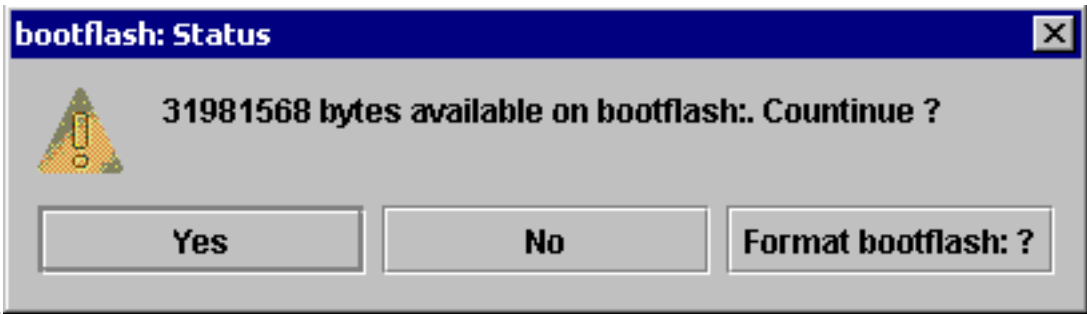 bootflash: Status
31981568 bytes available on bootflash:. Countinue ?
Yes No Format bootflash: ?